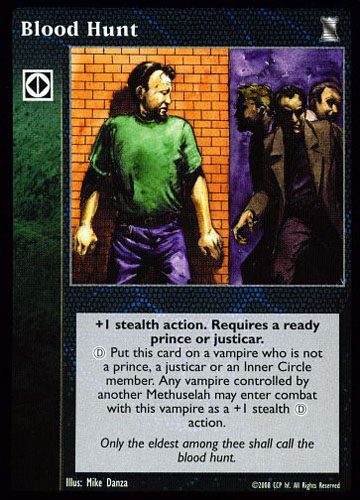 Blood Hunt
+1 stealth action. Requires a ready
prince or justicar.
Ⓓ Put this card on a vampire who is not
a prince, a justicar or an Inner Circle
member. Any vampire controlled by
another Methuselah may enter combat
with this vampire as a +1 stealth Ⓓ
action.
Only the eldest among thee shall call the
blood hunt.
Illus: Mike Danza
©2008 CCP hf. All Rights Reserved